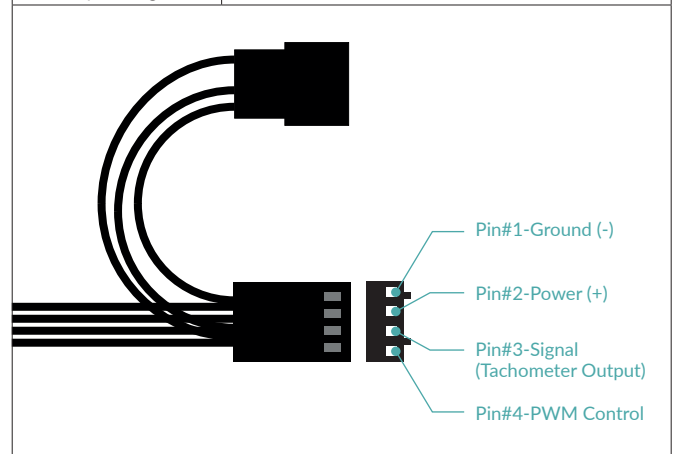 Pin#1-Ground (-)
Pin#2-Power (+)
Pin#3-Signal
(Tachometer Output)
Pin#4-PWM Control